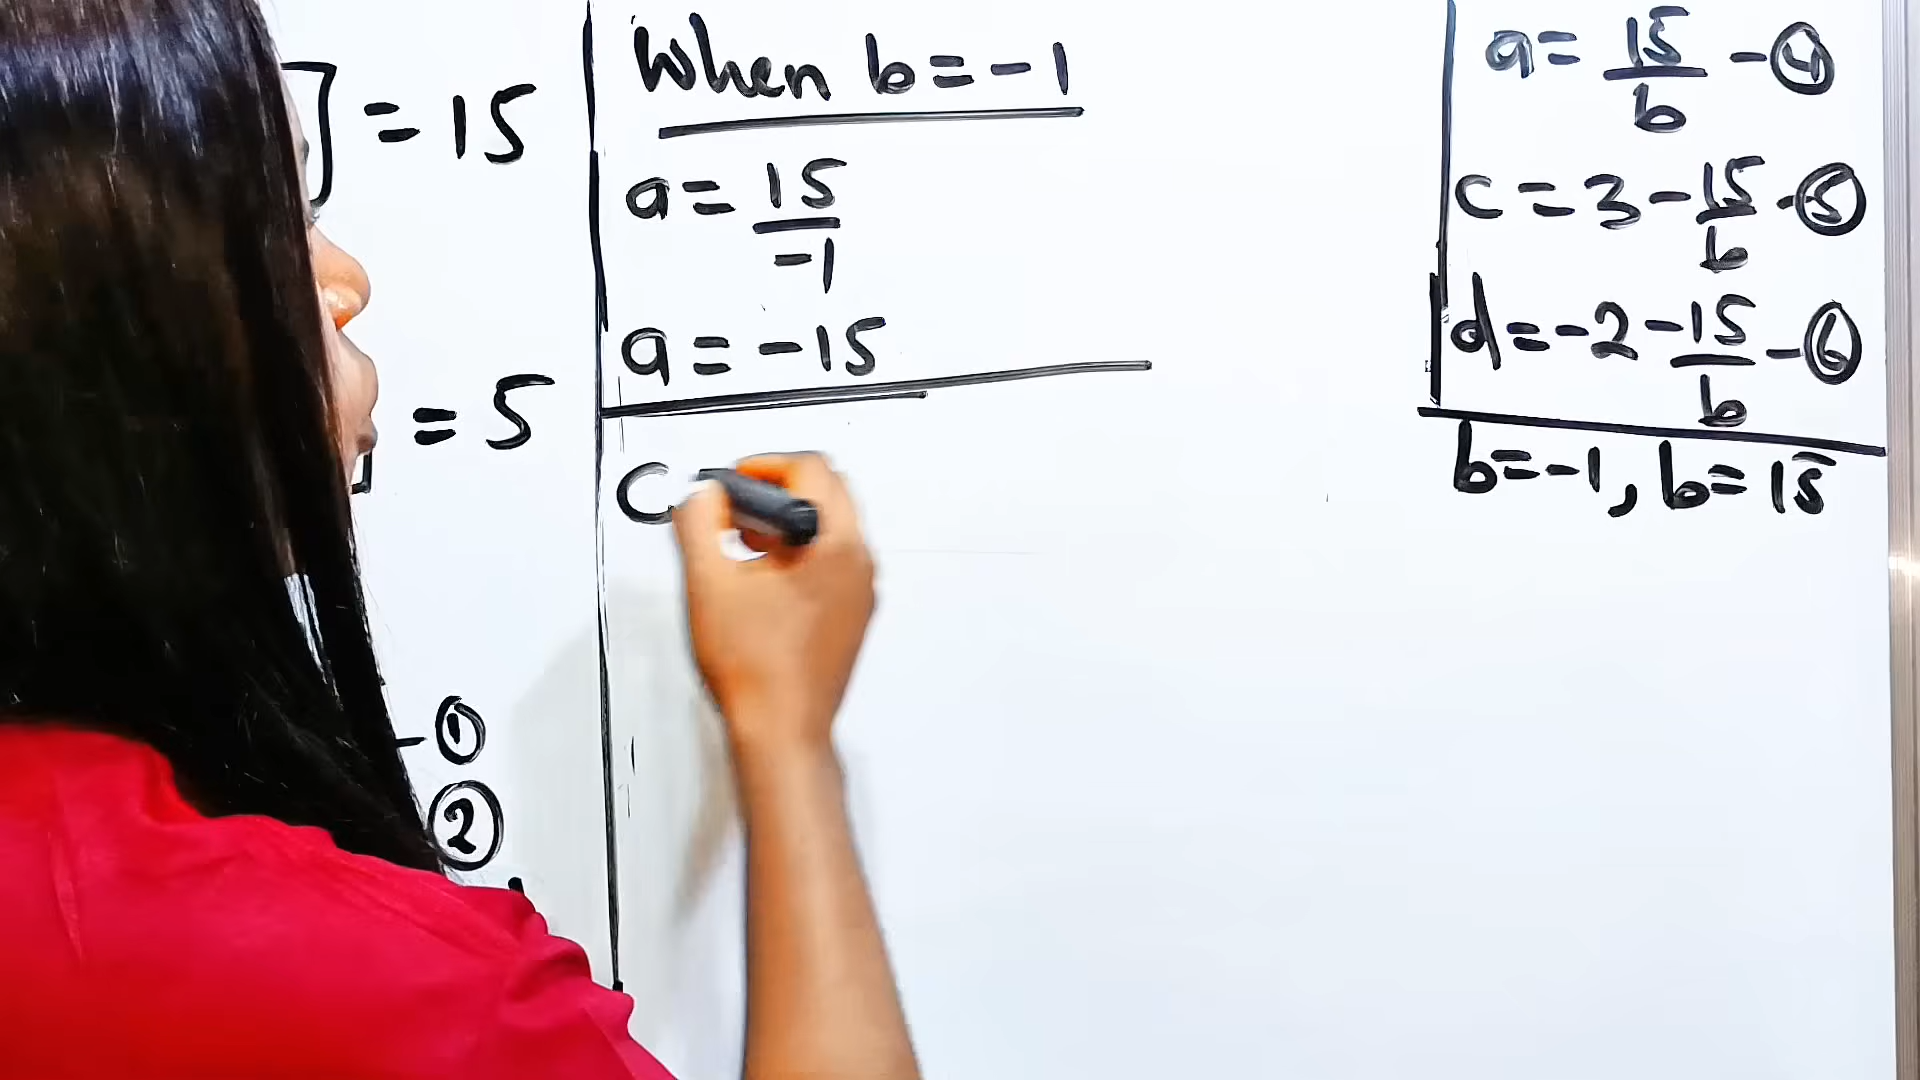 ] = 15
= 5
- ①
②
When b = -1
a = 15/-1
a = -15
c
a = 15/b - ④
c = 3 - 15/b - ⑤
d = -2 - 15/b - ⑥
b = -1, b = 15